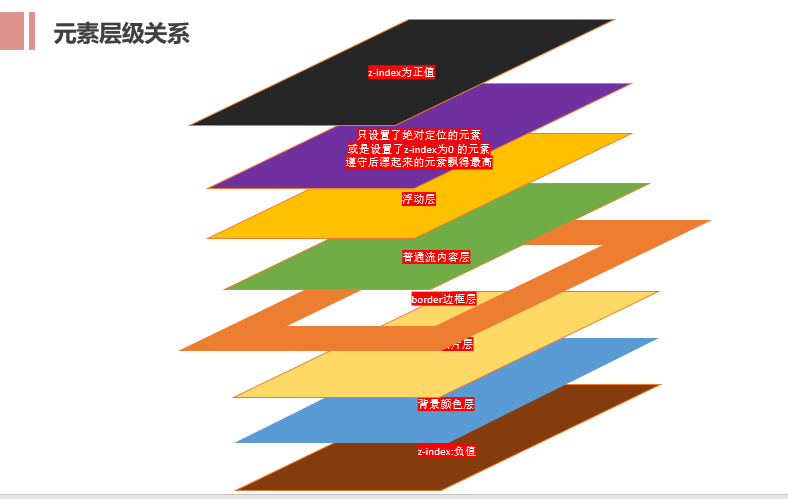 元素层级关系
z-index为正值
只设置了绝对定位的元素
或是设置了z-index为0 的元素
遵守后漂起来的元素飘得最高
浮动层
普通流内容层
border边框层
片层
背景颜色层
z-index:负值